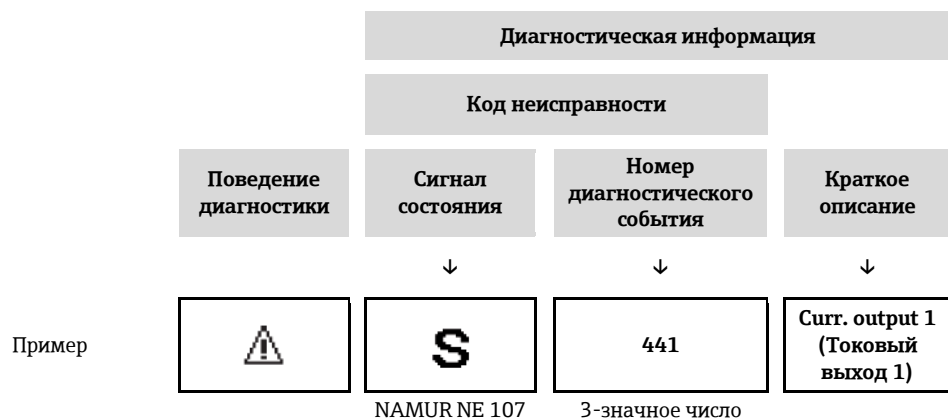 Диагностическая информация
Код неисправности
Поведение
диагностики
Сигнал
состояния
Номер
диагностического
события
Краткое
описание
↓ ↓ ↓
Пример
⚠
S
441
Curr. output 1
(Токовый
выход 1)
NAMUR NE 107
3-значное число